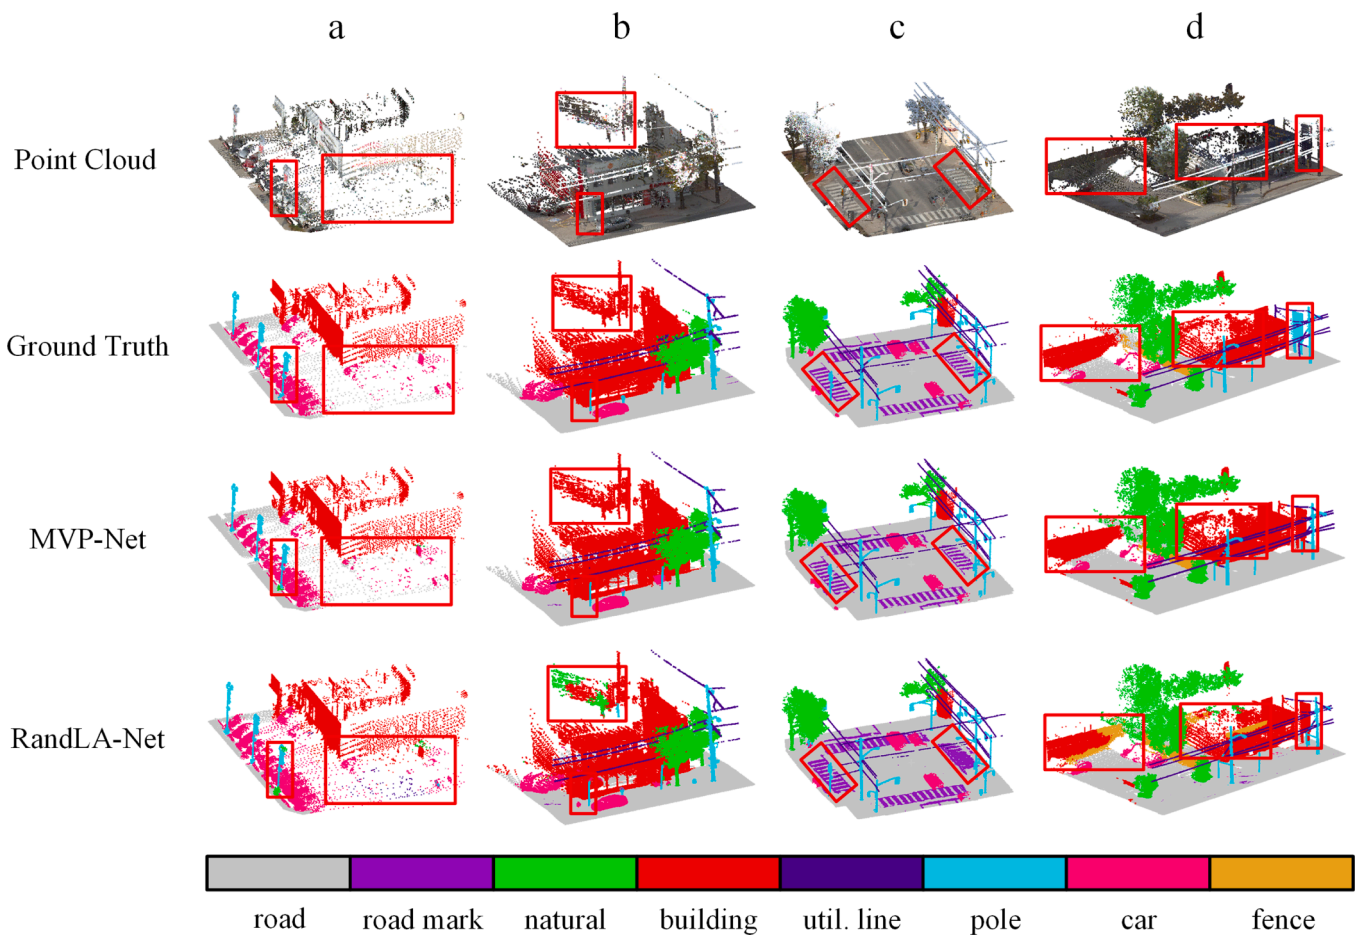 a b c d
Point Cloud
Ground Truth
MVP-Net
RandLA-Net
road road mark natural building util. line pole car fence